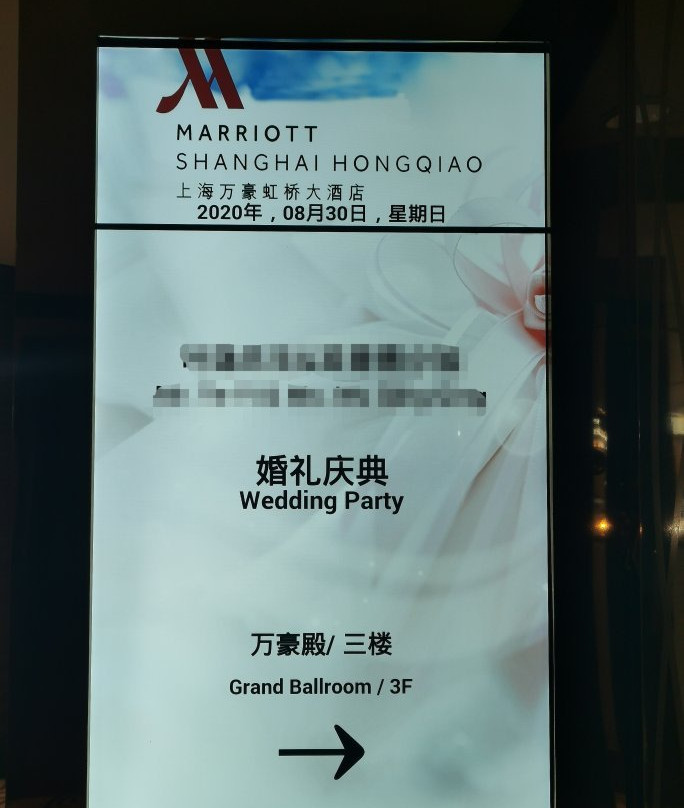 MARRIOTT
SHANGHAI HONGQIAO
上海万豪虹桥大酒店
2020年，08月30日，星期日
婚礼庆典
Wedding Party
万豪殿/ 三楼
Grand Ballroom / 3F